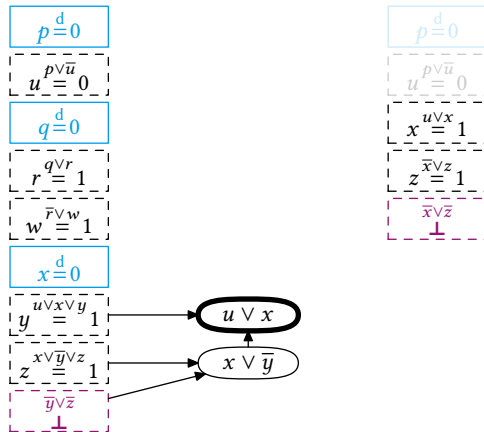 p =ᵈ 0
u =^{p∨u̅} 0
q =ᵈ 0
r =^{q∨r} 1
w =^{r̅∨w} 1
x =ᵈ 0
y =^{u∨x∨y} 1
z =^{x∨y̅∨z} 1
y̅∨z̅
⊥
u ∨ x
x ∨ y̅
p =ᵈ 0
u =^{p∨u̅} 0
x =^{u∨x} 1
z =^{x̅∨z} 1
x̅∨z̅
⊥